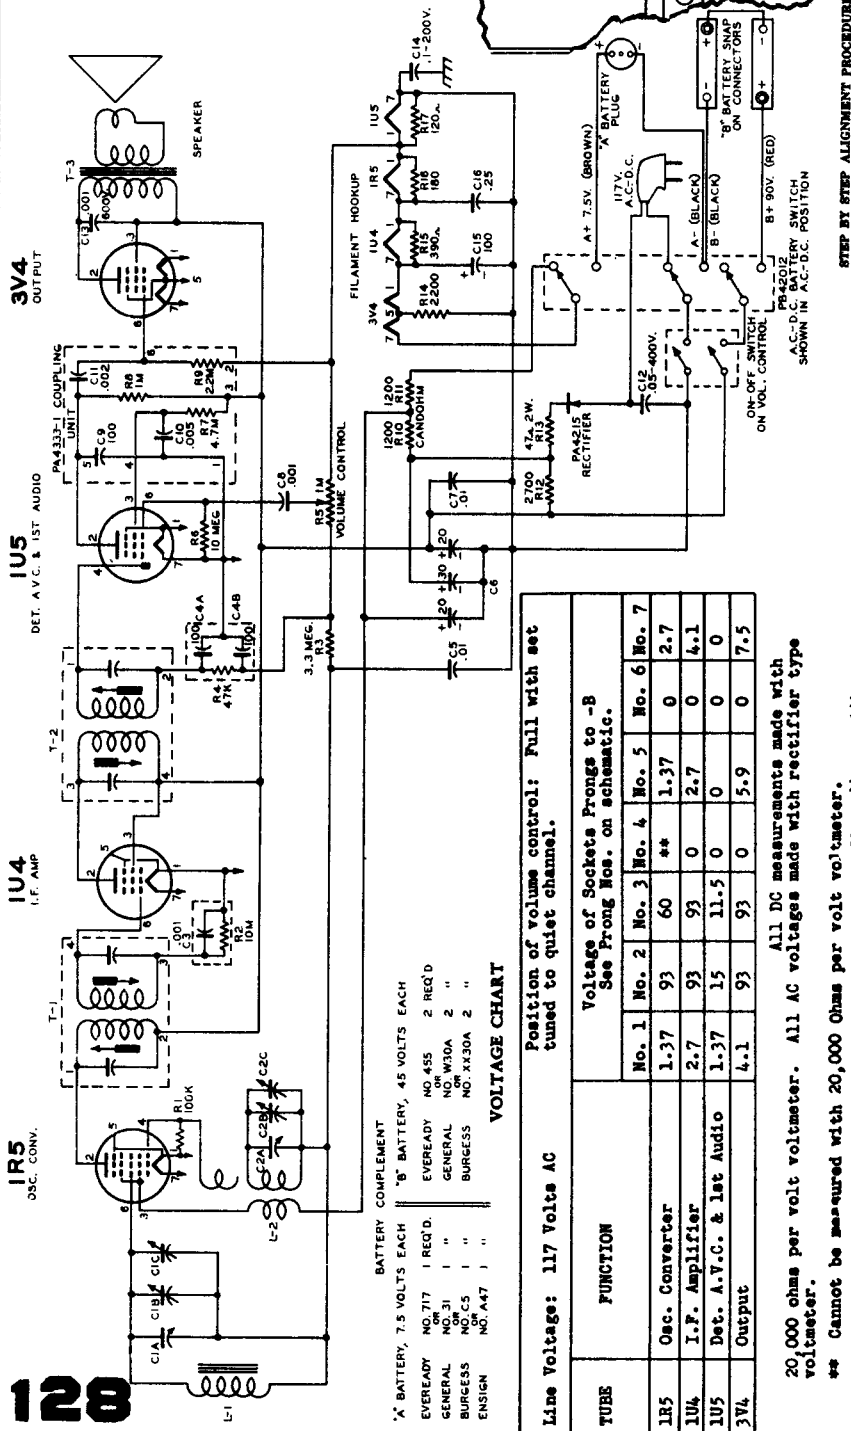 128
1R5
OSC. CONV.
1U4
I.F. AMP
1U5
DET. A.V.C. & 1ST AUDIO
3V4
OUTPUT
T-1
T-2
T-3
SPEAKER
PA4333-1 COUPLING
UNIT
C1A
C1B
C1C
L-1
L-2
C2A
C2B
C2C
R1
100K
.001
C3
R2
10M
R4
47K
100
C4A
C4B
100
3.3 MEG.
R3
C5
.01
R6
10 MEG.
C8
.001
R5 1M
VOLUME CONTROL
C9
100
C10
.005
R7
4.7M
C11
.002
R8
1M
R9
2.2M
C13
.001
600V.
FILAMENT HOOKUP
3V4
1U4
1R5
1U5
R14
2200
R15
390Ω
R16
180
R17
120Ω
C14
.1-200V.
C15
100
C16
.25
1200
R10
1200
R11
CANDOHM
C7
.01
20
30
20
C6
2700
R12
47Ω 2W.
R13
PA4215
RECTIFIER
C12
.05-400V.
ON-OFF SWITCH
ON VOL. CONTROL
PB42012
A.C.-D.C. BATTERY SWITCH
SHOWN IN A.C.-D.C. POSITION
A+ 7.5V. (BROWN)
117V.
A.C.-D.C.
"A" BATTERY
PLUG
A- (BLACK)
B- (BLACK)
B+ 90V. (RED)
"B" BATTERY SNAP
ON CONNECTORS
STEP BY STEP ALIGNMENT PROCEDURE
BATTERY COMPLEMENT
"A" BATTERY, 7.5 VOLTS EACH
EVEREADY NO. 717 1 REQ'D.
OR
GENERAL NO. 31 1 "
OR
BURGESS NO. C5 1 "
OR
ENSIGN NO. A47 1 "
"B" BATTERY, 45 VOLTS EACH
EVEREADY NO. 455 2 REQ'D
OR
GENERAL NO. W30A 2 "
OR
BURGESS NO. XX30A 2 "
VOLTAGE CHART
Line Voltage: 117 Volts AC Position of volume control: Full with set
tuned to quiet channel.
TUBE FUNCTION Voltage of Sockets Prongs to -B
See Prong Nos. on schematic.
No. 1 No. 2 No. 3 No. 4 No. 5 No. 6 No. 7
1R5 Osc. Converter 1.37 93 60 ** 1.37 0 2.7
1U4 I.F. Amplifier 2.7 93 93 0 2.7 0 4.1
1U5 Det. A.V.C. & 1st Audio 1.37 15 11.5 0 0 0 0
3V4 Output 4.1 93 93 0 5.9 0 7.5
All DC measurements made with
20,000 ohms per volt voltmeter. All AC voltages made with rectifier type
voltmeter.
** Cannot be measured with 20,000 Ohms per volt voltmeter.